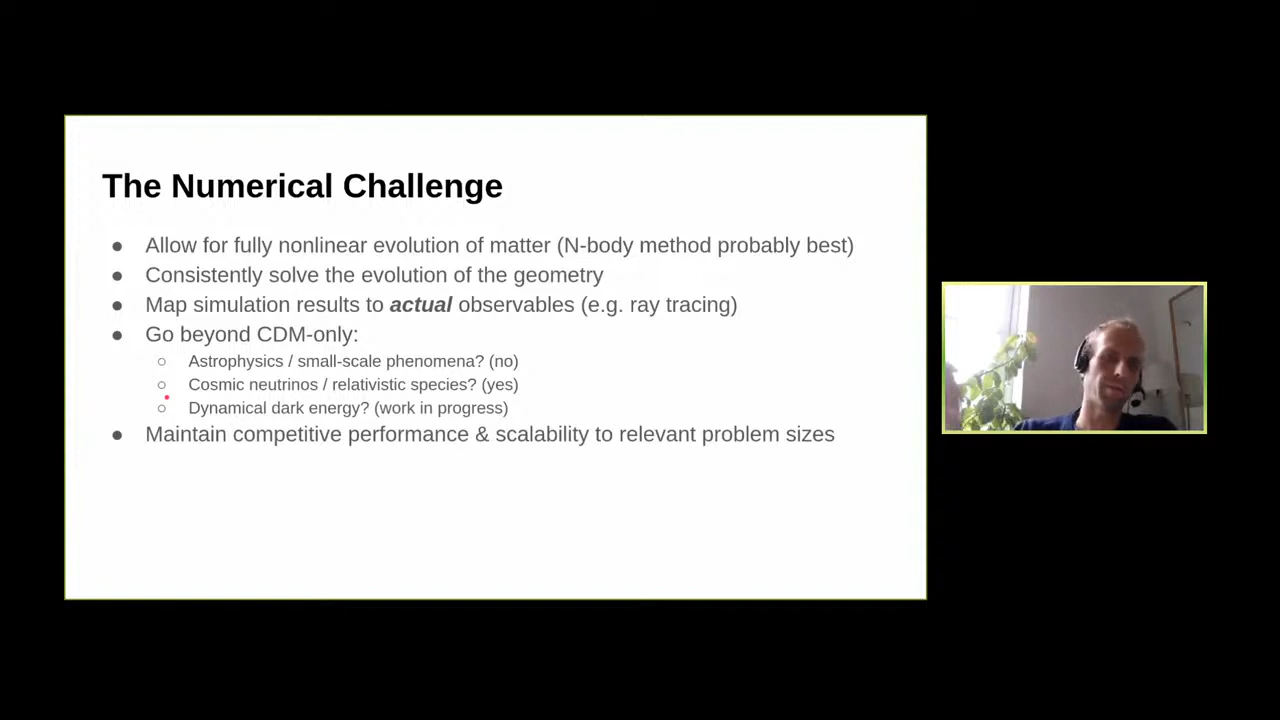 The Numerical Challenge
● Allow for fully nonlinear evolution of matter (N-body method probably best)
● Consistently solve the evolution of the geometry
● Map simulation results to actual observables (e.g. ray tracing)
● Go beyond CDM-only:
○ Astrophysics / small-scale phenomena? (no)
○ Cosmic neutrinos / relativistic species? (yes)
○ Dynamical dark energy? (work in progress)
● Maintain competitive performance & scalability to relevant problem sizes